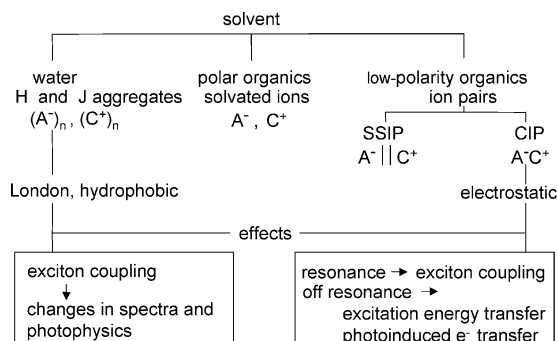 solvent
water
H and J aggregates
(A⁻)ₙ, (C⁺)ₙ
polar organics
solvated ions
A⁻, C⁺
low-polarity organics
ion pairs
SSIP
A⁻ || C⁺
CIP
A⁻C⁺
London, hydrophobic
electrostatic
effects
exciton coupling
↓
changes in spectra and
photophysics
resonance → exciton coupling
off resonance →
excitation energy transfer
photoinduced e⁻ transfer